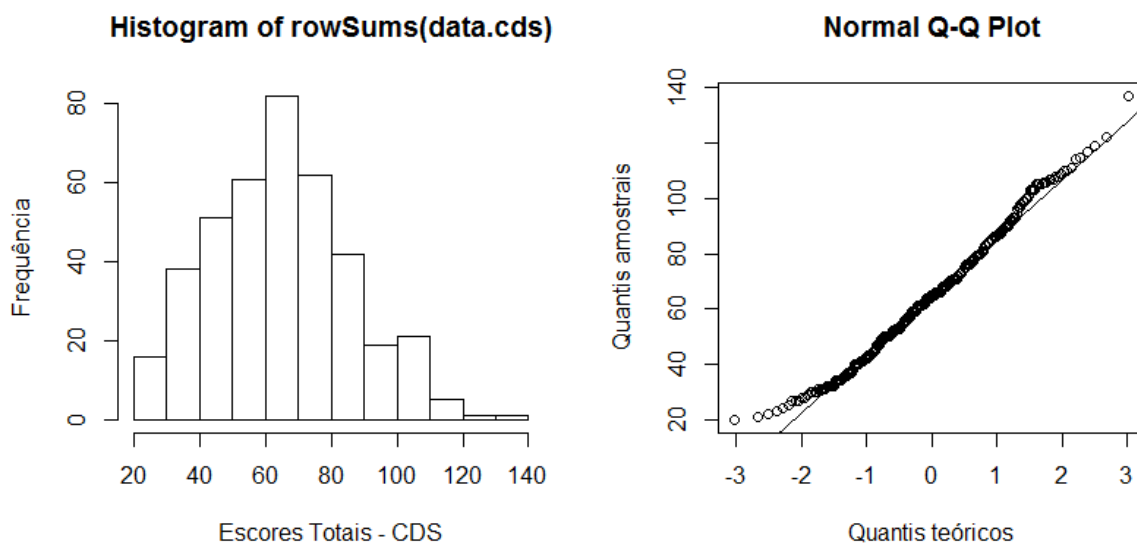 Histogram of rowSums(data.cds)
Frequência
80
60
40
20
0
20 40 60 80 100 120 140
Escores Totais - CDS
Normal Q-Q Plot
Quantis amostrais
140
100
80
60
40
20
-3 -2 -1 0 1 2 3
Quantis teóricos